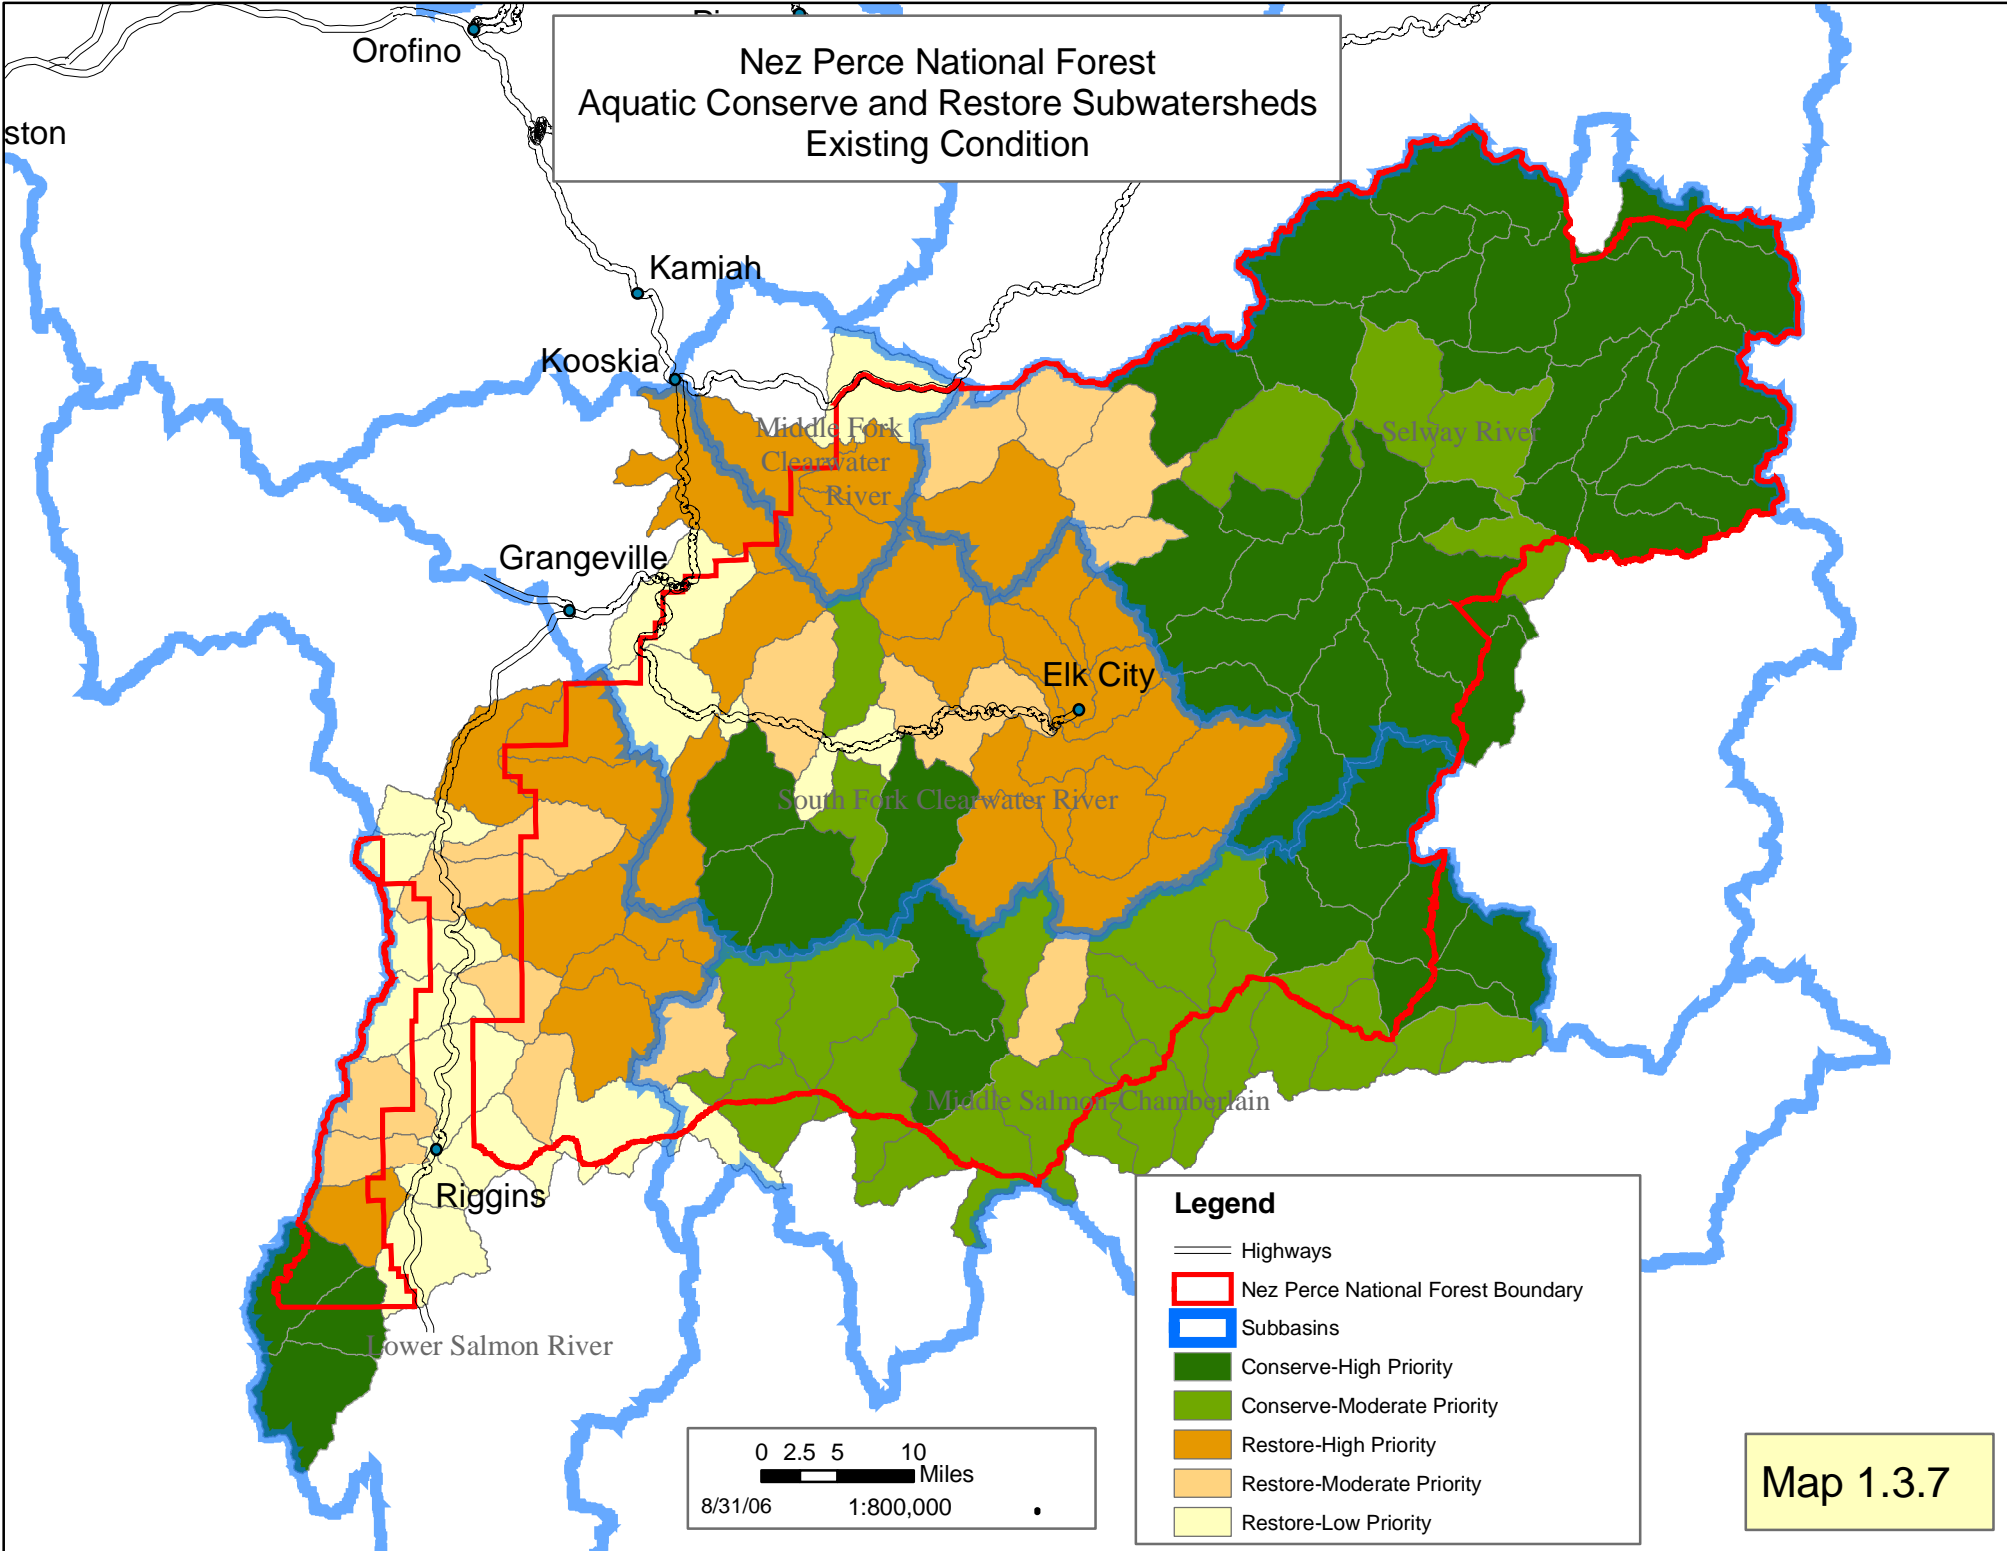 Nez Perce National Forest
Aquatic Conserve and Restore Subwatersheds
Existing Condition
Orofino
ston
Kamiah
Kooskia
Middle Fork
Clearwater
River
Selway River
Grangeville
Elk City
South Fork Clearwater River
Middle Salmon-Chamberlain
Riggins
Lower Salmon River
Legend
Highways
Nez Perce National Forest Boundary
Subbasins
Conserve-High Priority
Conserve-Moderate Priority
Restore-High Priority
Restore-Moderate Priority
Restore-Low Priority
0 2.5 5 10
Miles
8/31/06 1:800,000
Map 1.3.7